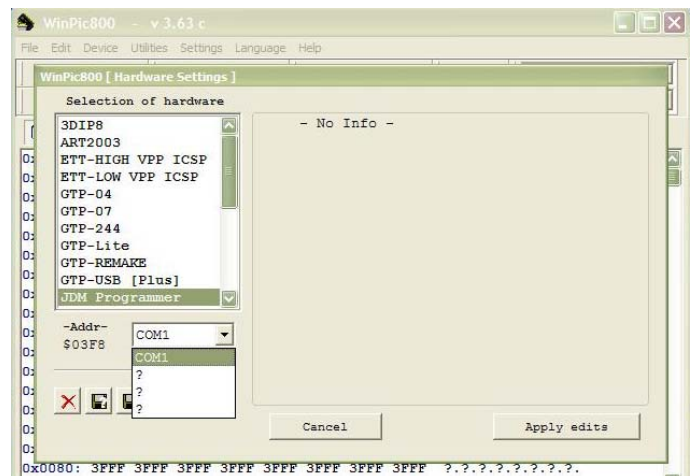 WinPic800 - v 3.63 c
File Edit Device Utilities Settings Language Help
WinPic800 [ Hardware Settings ]
Selection of hardware
3DIP8
ART2003
ETT-HIGH VPP ICSP
ETT-LOW VPP ICSP
GTP-04
GTP-07
GTP-244
GTP-Lite
GTP-REMAKE
GTP-USB [Plus]
JDM Programmer
- No Info -
-Addr-
$03F8
COM1
COM1
?
?
?
Cancel
Apply edits
0x0080: 3FFF 3FFF 3FFF 3FFF 3FFF 3FFF 3FFF 3FFF ?.?.?.?.?.?.?.?.